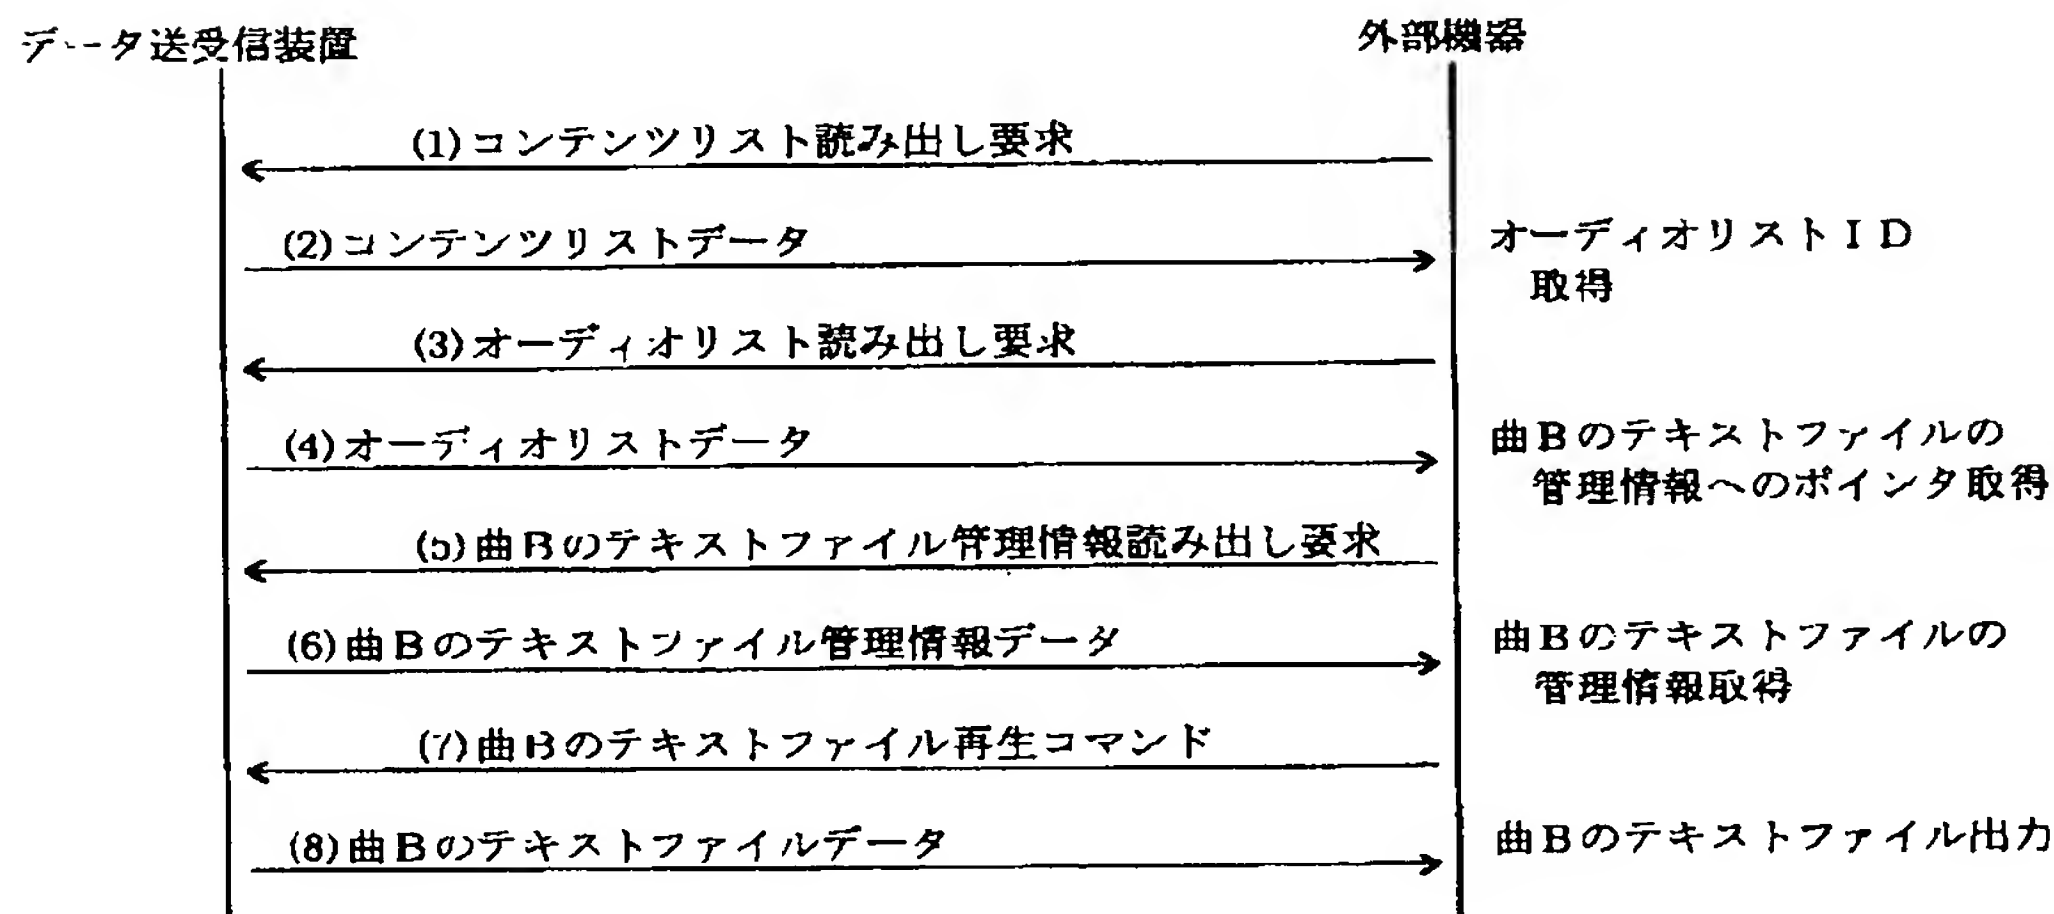 データ送受信装置
外部機器
(1)コンテンツリスト読み出し要求
(2)コンテンツリストデータ
オーディオリストID
取得
(3)オーディオリスト読み出し要求
(4)オーディオリストデータ
曲Bのテキストファイルの
管理情報へのポインタ取得
(5)曲Bのテキストファイル管理情報読み出し要求
(6)曲Bのテキストファイル管理情報データ
曲Bのテキストファイルの
管理情報取得
(7)曲Bのテキストファイル再生コマンド
(8)曲Bのテキストファイルデータ
曲Bのテキストファイル出力